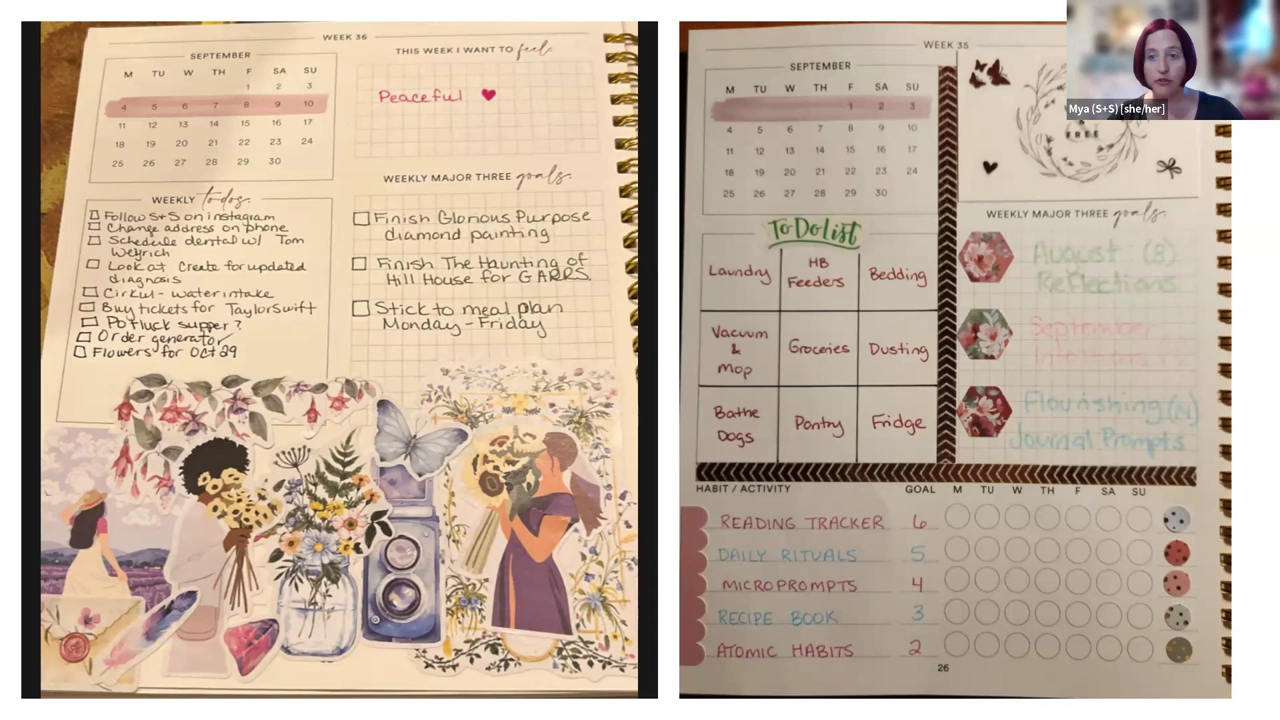 WEEK 36
SEPTEMBER
M TU W TH F SA SU
1 2 3
4 5 6 7 8 9 10
11 12 13 14 15 16 17
18 19 20 21 22 23 24
25 26 27 28 29 30
THIS WEEK I WANT TO feel.
Peaceful
WEEKLY to dos.
Follow S+S on instagram
Change address on phone
Schedule dental w/ Tom
Weyrich
Look at Create for updated
diagnosis
Cirkul - water intake
Buy tickets for Taylor Swift
Potluck supper?
Order generator
Flowers for Oct 29
WEEKLY MAJOR THREE goals.
Finish Glorious Purpose
diamond painting
Finish The Haunting of
Hill House for GARRS.
Stick to meal plan
Monday - Friday
WEEK 35
SEPTEMBER
M TU W TH F SA SU
1 2 3
4 5 6 7 8 9 10
11 12 13 14 15 16 17
18 19 20 21 22 23 24
25 26 27 28 29 30
& FREE
To Do list
Laundry
HB
Feeders
Bedding
Vacuum
&
Mop
Groceries
Dusting
Bathe
Dogs
Pantry
Fridge
WEEKLY MAJOR THREE goals.
August (8)
Reflections
September
Intentions
Flourishing
Journal Prompts
HABIT / ACTIVITY GOAL M TU W TH F SA SU
READING TRACKER 6
DAILY RITUALS 5
MICROPROMPTS 4
RECIPE BOOK 3
ATOMIC HABITS 2
26
Mya (S+S) [she/her]